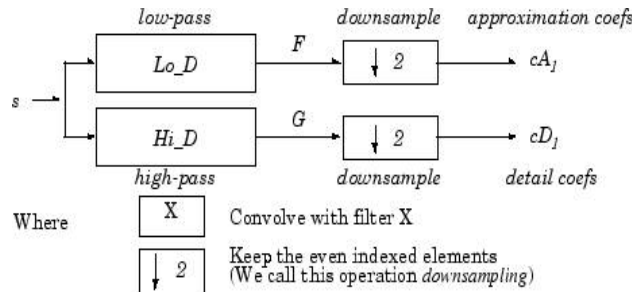 low-pass downsample approximation coefs
F
Lo_D ↓ 2 cA1
s
G
Hi_D ↓ 2 cD1
high-pass downsample detail coefs
Where X Convolve with filter X
↓ 2 Keep the even indexed elements
(We call this operation downsampling)